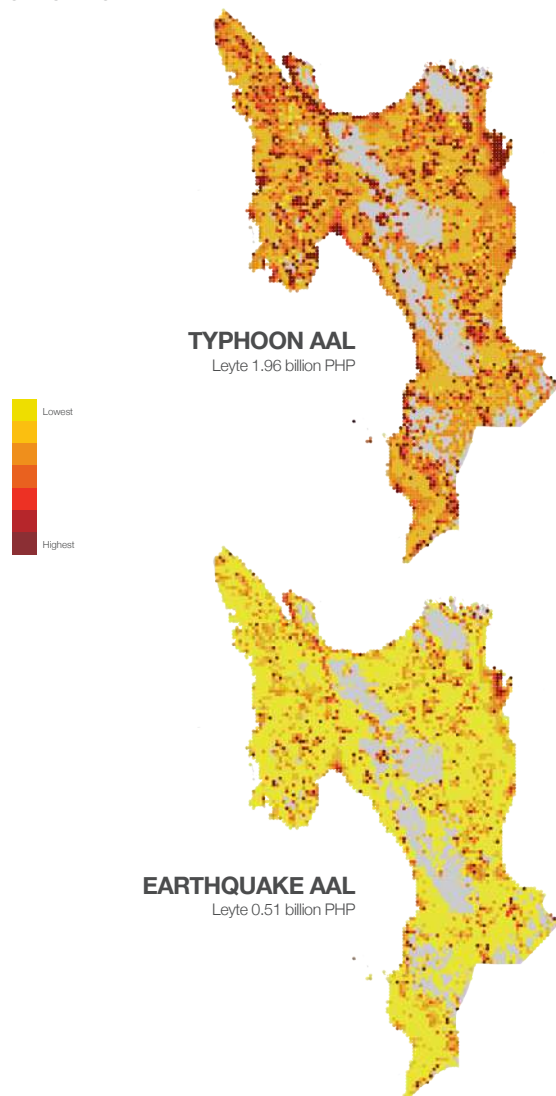 TYPHOON AAL
Leyte 1.96 billion PHP
Lowest
Highest
EARTHQUAKE AAL
Leyte 0.51 billion PHP